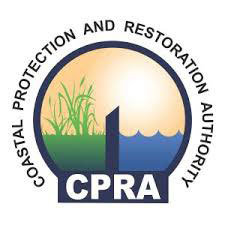 COASTAL PROTECTION AND RESTORATION AUTHORITY
CPRA